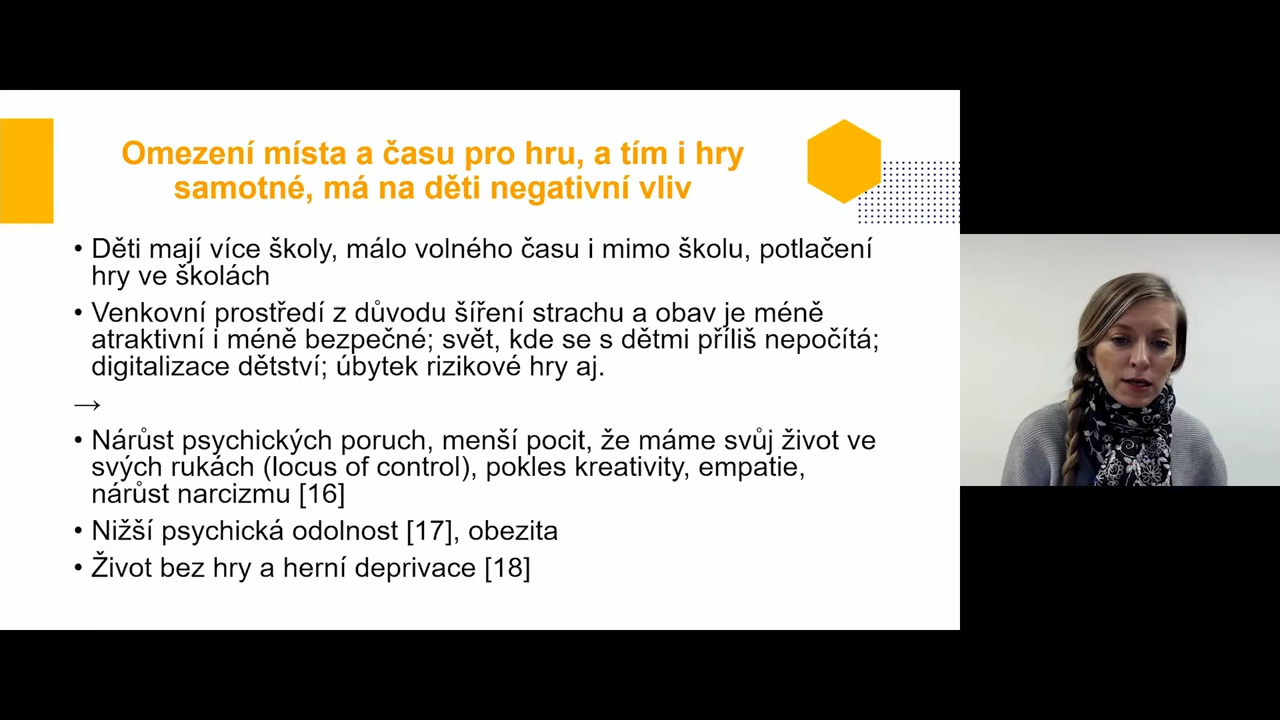 Omezení místa a času pro hru, a tím i hry
samotné, má na děti negativní vliv
• Děti mají více školy, málo volného času i mimo školu, potlačení
hry ve školách
• Venkovní prostředí z důvodu šíření strachu a obav je méně
atraktivní i méně bezpečné; svět, kde se s dětmi příliš nepočítá;
digitalizace dětství; úbytek rizikové hry aj.
→
• Nárůst psychických poruch, menší pocit, že máme svůj život ve
svých rukách (locus of control), pokles kreativity, empatie,
nárůst narcizmu [16]
• Nižší psychická odolnost [17], obezita
• Život bez hry a herní deprivace [18]